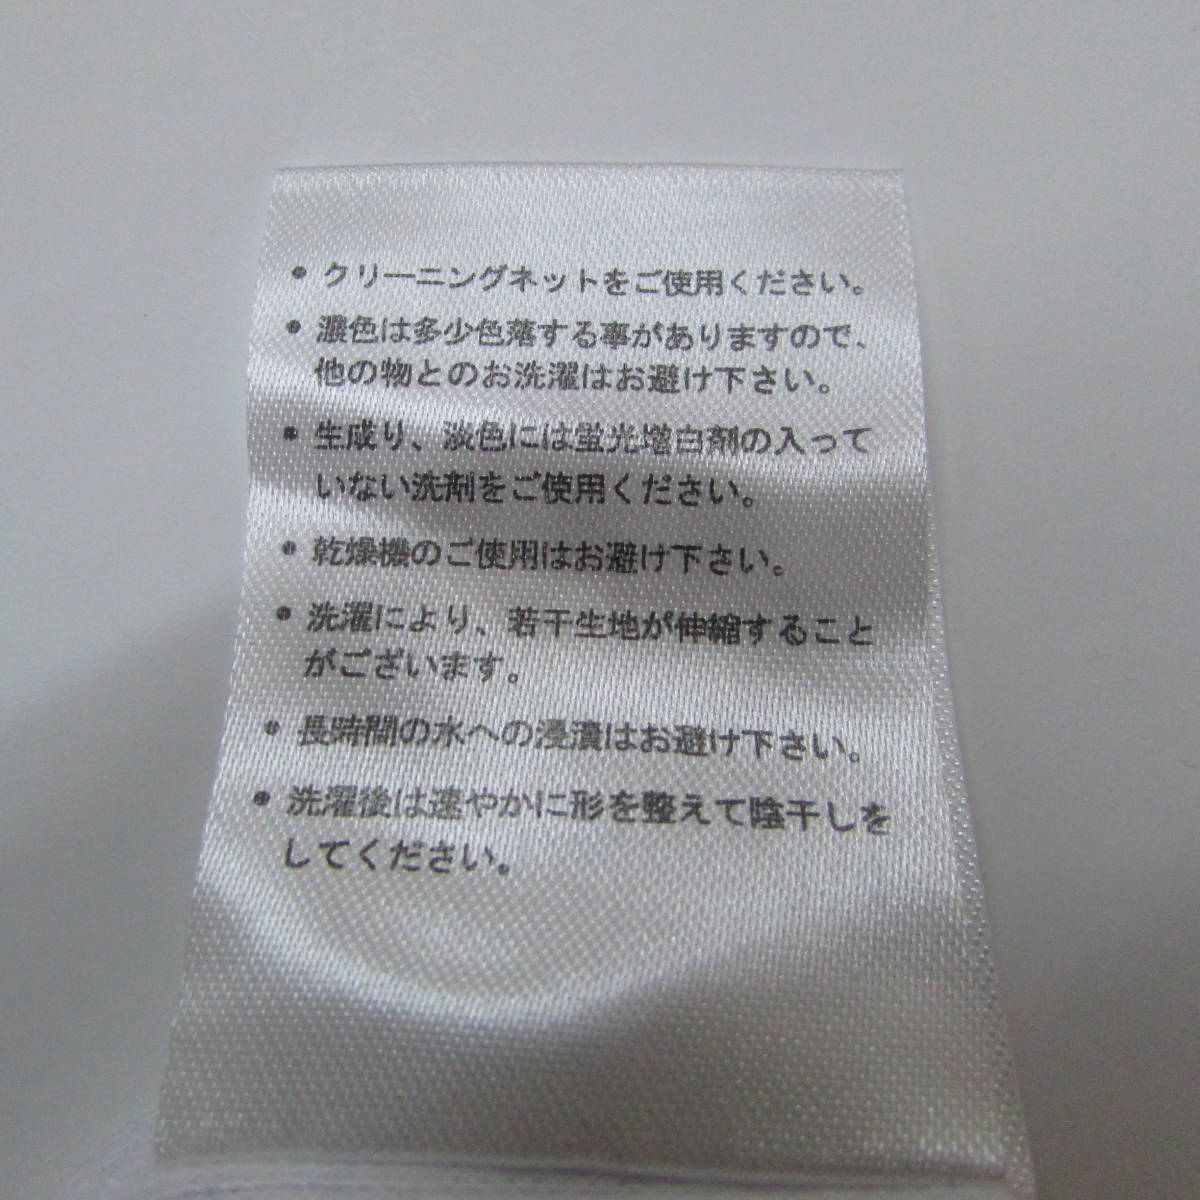 ・クリーニングネットをご使用ください。
・濃色は多少色落する事がありますので、
他の物とのお洗濯はお避け下さい。
・生成り、淡色には蛍光増白剤の入って
いない洗剤をご使用ください。
・乾燥機のご使用はお避け下さい。
・洗濯により、若干生地が伸縮すること
がございます。
・長時間の水への浸漬はお避け下さい。
・洗濯後は速やかに形を整えて陰干しを
してください。